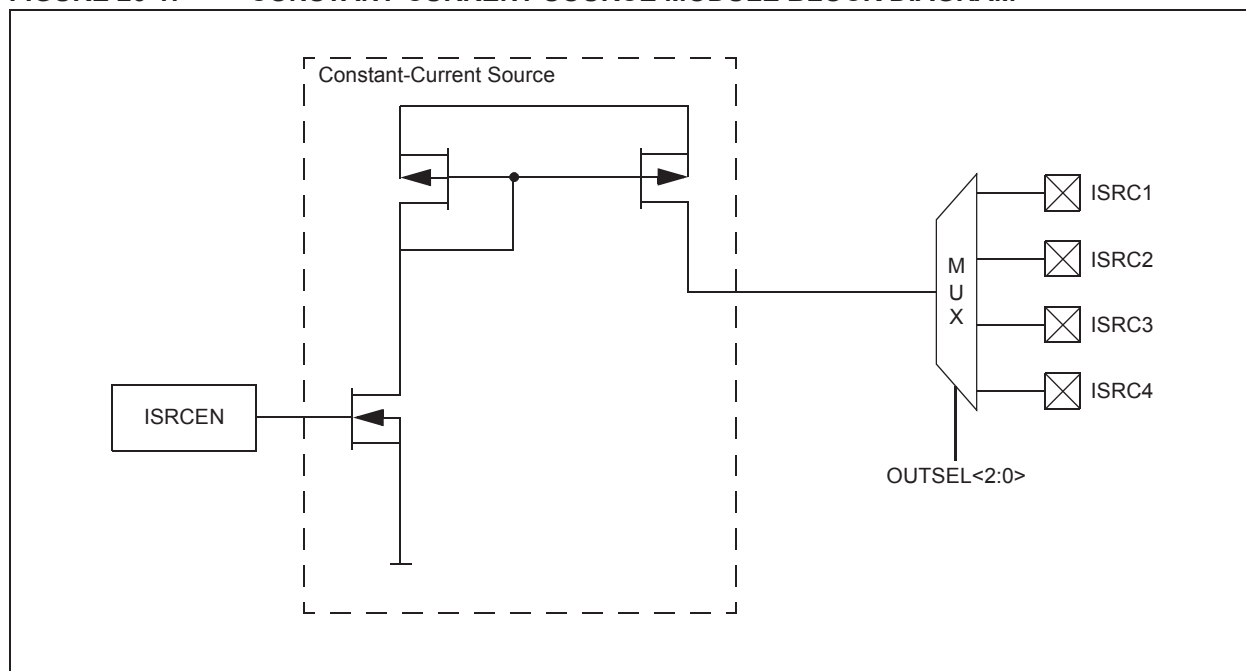 Constant-Current Source
ISRC1
ISRC2
ISRC3
ISRC4
M
U
X
ISRCEN
OUTSEL<2:0>